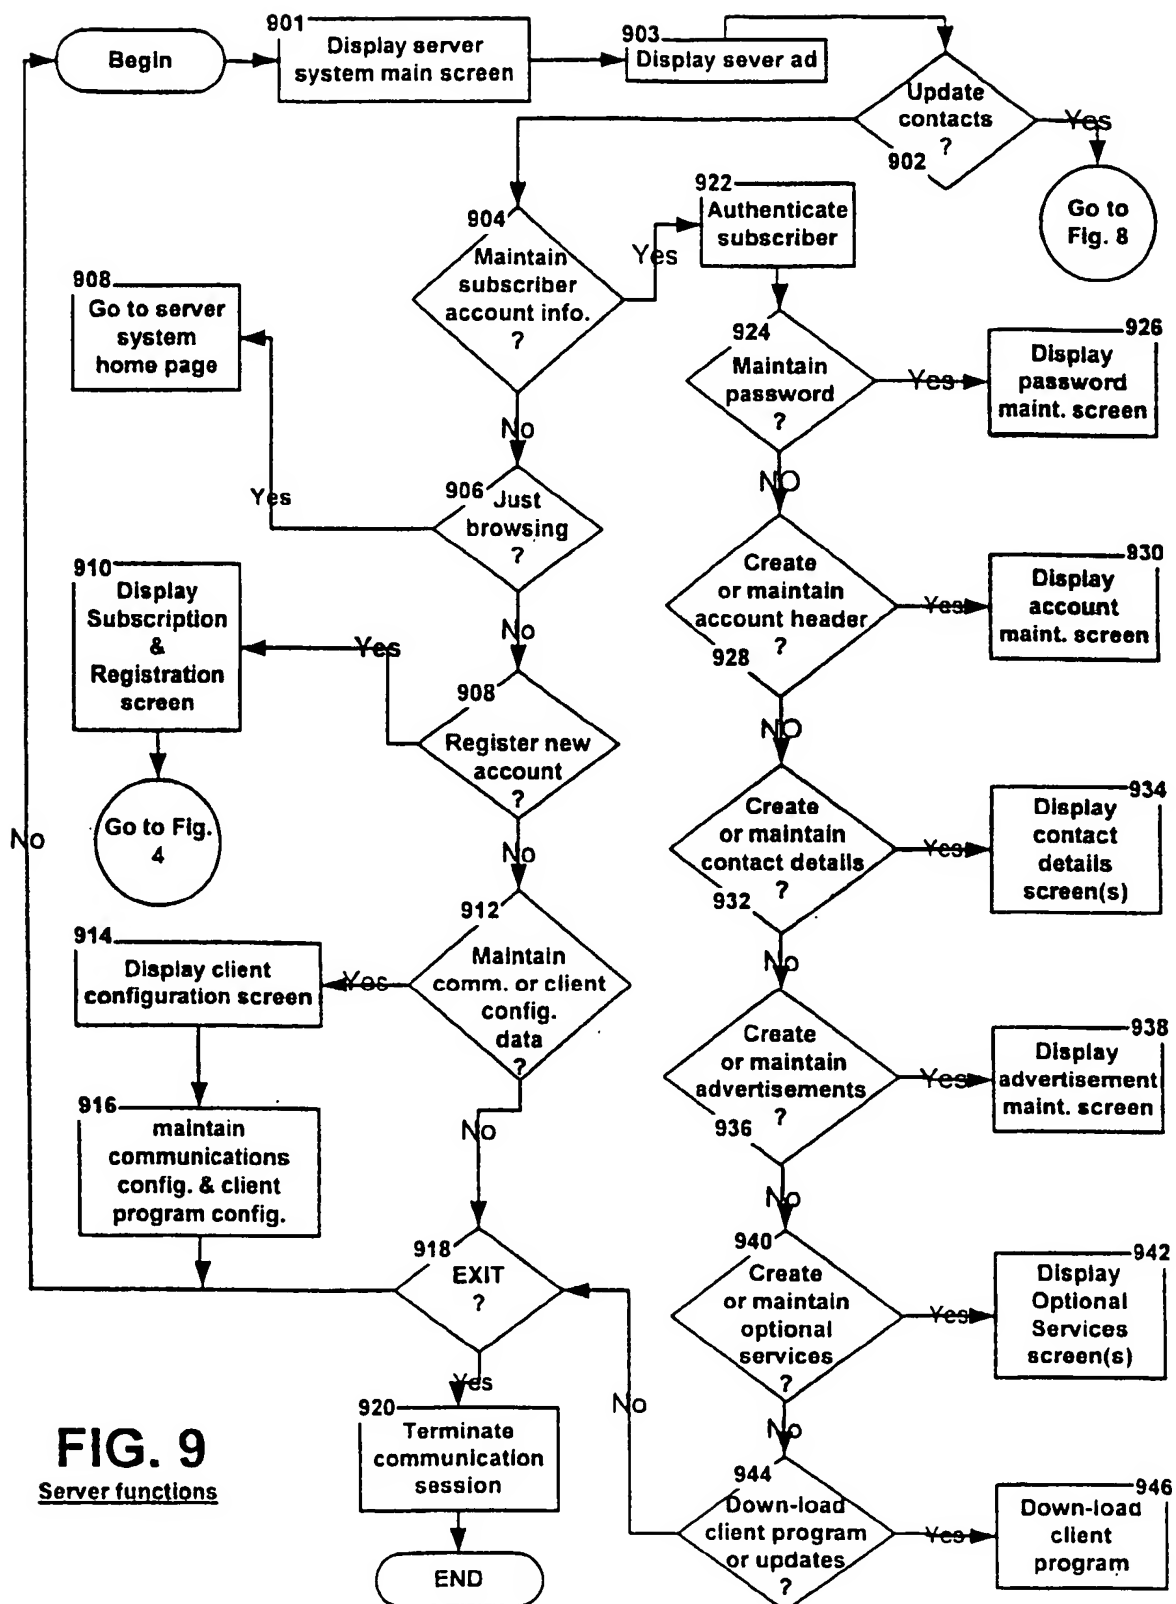 Begin
901
Display server
system main screen
903
Display sever ad
Update
contacts
?
902
Yes
Go to
Fig. 8
904
Maintain
subscriber
account info.
?
Yes
922
Authenticate
subscriber
908
Go to server
system
home page
924
Maintain
password
?
Yes
926
Display
password
maint. screen
No
906
Just
browsing
?
Yes
NO
910
Display
Subscription
&
Registration
screen
Yes
No
Create
or maintain
account header
?
928
Yes
930
Display
account
maint. screen
908
Register new
account
?
NO
Go to Fig.
4
No
No
Create
or maintain
contact details
?
932
Yes
934
Display
contact
details
screen(s)
912
Maintain
comm. or client
config.
data
?
Yes
914
Display client
configuration screen
No
916
maintain
communications
config. & client
program config.
Create
or maintain
advertisements
?
936
Yes
938
Display
advertisement
maint. screen
No
No
918
EXIT
?
940
Create
or maintain
optional
services
?
Yes
942
Display
Optional
Services
screen(s)
Yes
No
920
Terminate
communication
session
No
944
Down-load
client program
or updates
?
Yes
946
Down-load
client
program
END
FIG. 9
Server functions